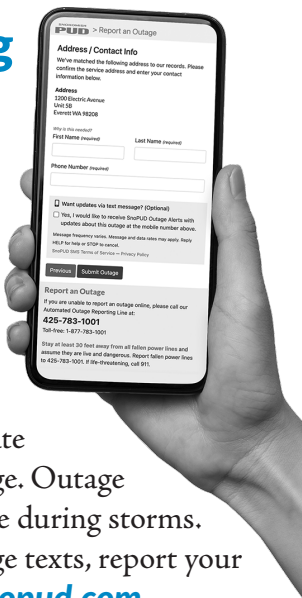 g
SNOHOMISH
PUD > Report an Outage
Address / Contact Info
We've matched the following address to our records. Please
confirm the service address and enter your contact
information below.
Address
1200 Electric Avenue
Unit 5B
Everett WA 98208
Why is this needed?
First Name (required) Last Name (required)
Phone Number (required)
Want updates via text message? (Optional)
Yes, I would like to receive SnoPUD Outage Alerts with
updates about this outage at the mobile number above.
Message frequency varies. Message and data rates may apply. Reply
HELP for help or STOP to cancel.
SnoPUD SMS Terms of Service — Privacy Policy
Previous Submit Outage
Report an Outage
If you are unable to report an outage online, please call our
Automated Outage Reporting Line at:
425-783-1001
Toll-free: 1-877-783-1001
Stay at least 30 feet away from all fallen power lines and
assume they are live and dangerous. Report fallen power lines
to 425-783-1001. If life-threatening, call 911.
te
ge. Outage
e during storms.
ge texts, report your
opud.com